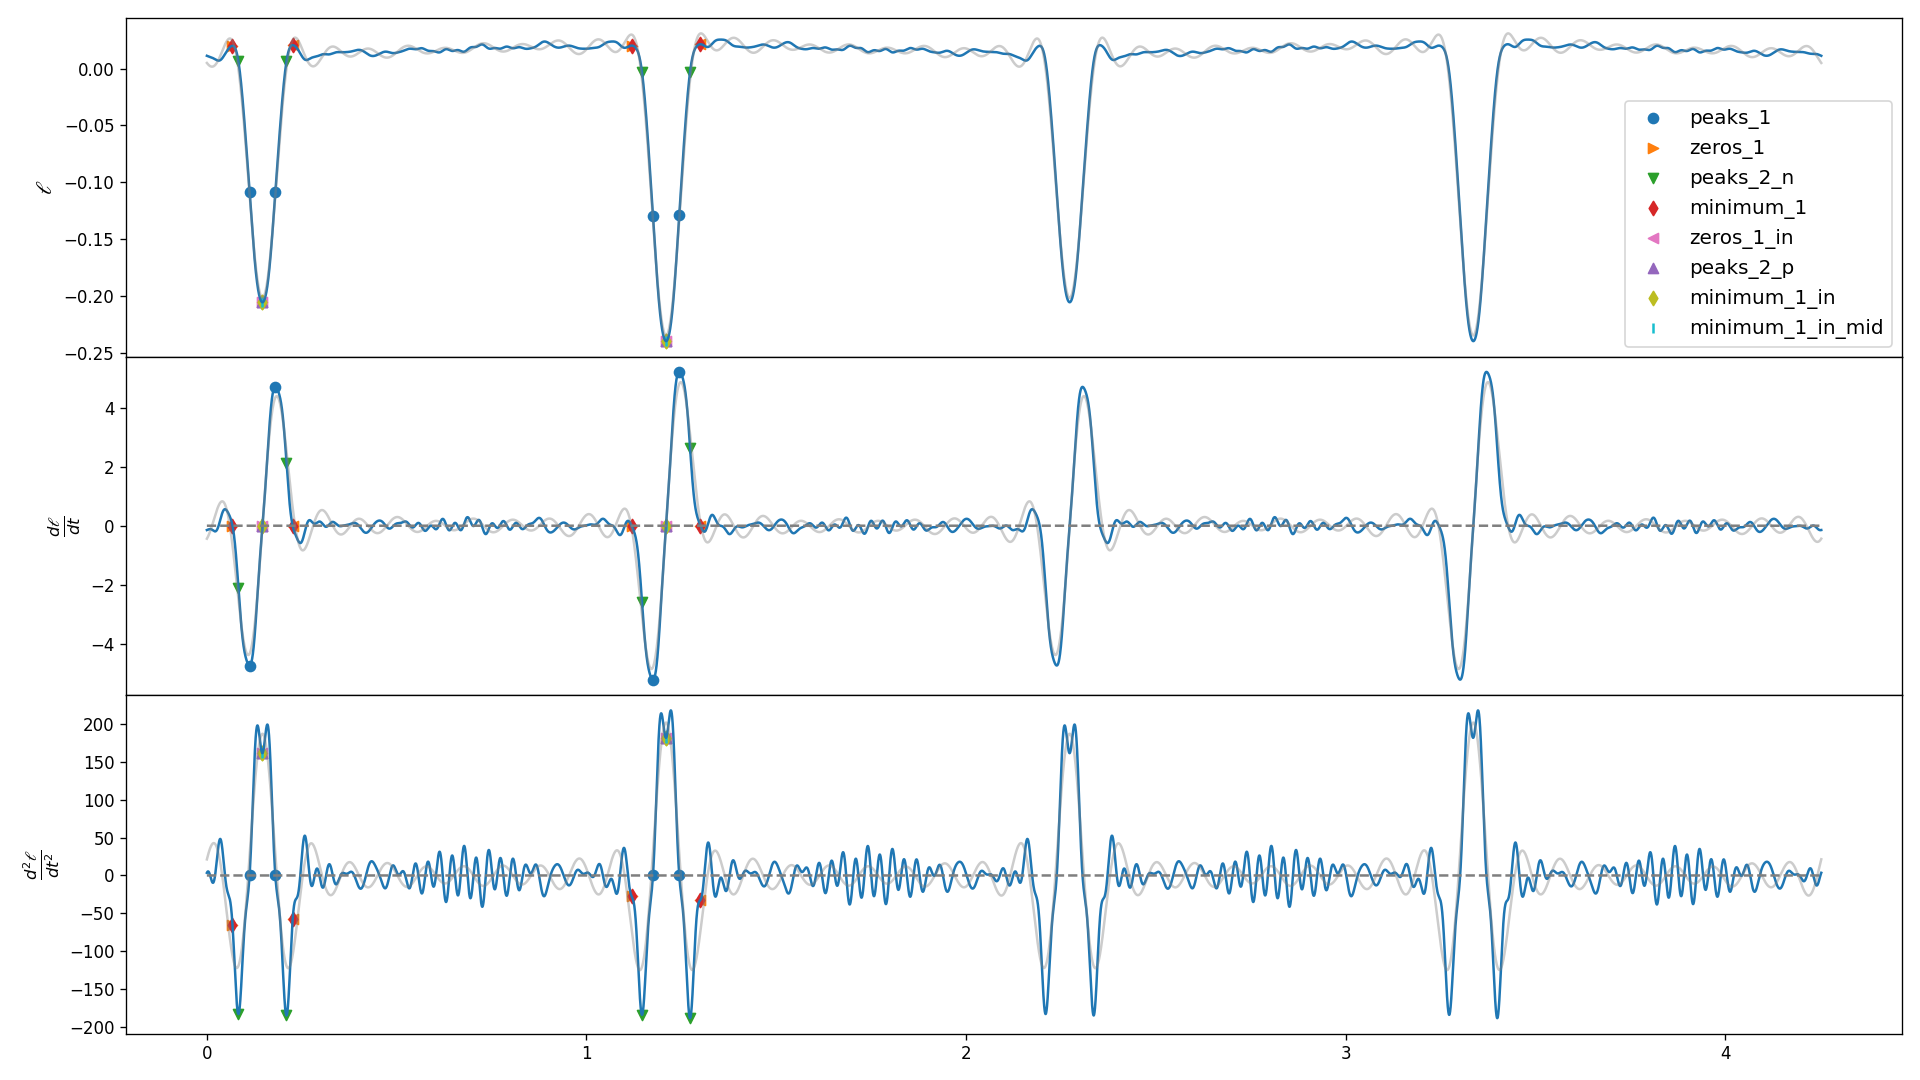 0.00
−0.05
−0.10
−0.15
−0.20
−0.25
ℓ
peaks_1
zeros_1
peaks_2_n
minimum_1
zeros_1_in
peaks_2_p
minimum_1_in
minimum_1_in_mid
4
2
0
−2
−4
dℓ
dt
200
150
100
50
0
−50
−100
−150
−200
d²ℓ
dt²
0 1 2 3 4